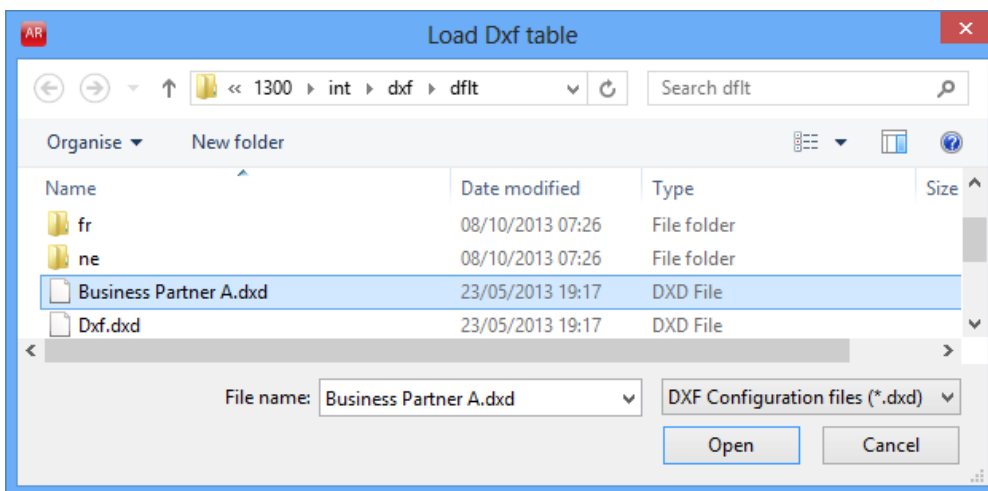 AR Load Dxf table
« 1300 int dxf dflt Search dflt
Organise New folder
Name Date modified Type Size
fr 08/10/2013 07:26 File folder
ne 08/10/2013 07:26 File folder
Business Partner A.dxd 23/05/2013 19:17 DXD File
Dxf.dxd 23/05/2013 19:17 DXD File
File name: Business Partner A.dxd DXF Configuration files (*.dxd)
Open Cancel